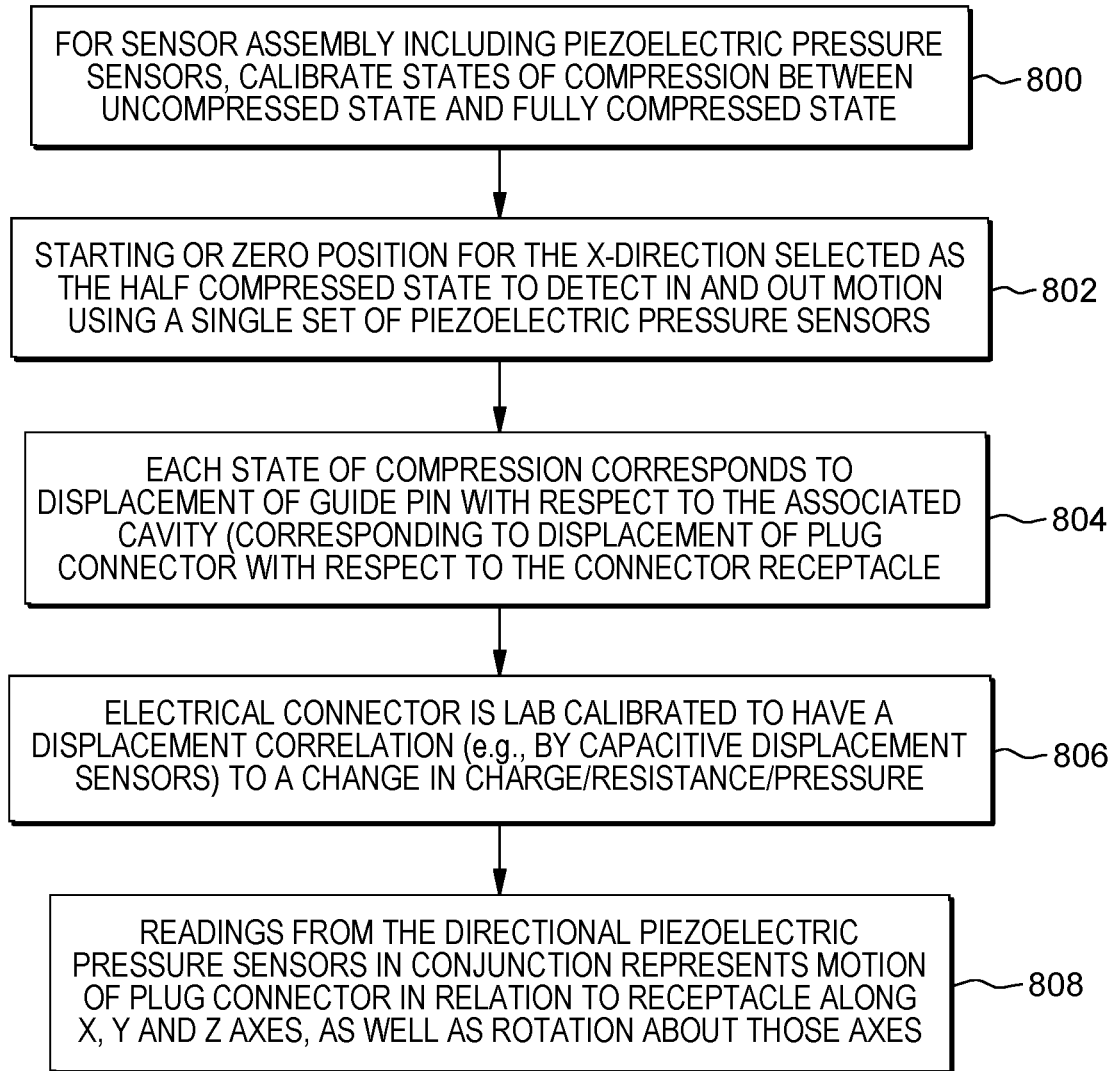 FOR SENSOR ASSEMBLY INCLUDING PIEZOELECTRIC PRESSURE
SENSORS, CALIBRATE STATES OF COMPRESSION BETWEEN
UNCOMPRESSED STATE AND FULLY COMPRESSED STATE
800
STARTING OR ZERO POSITION FOR THE X-DIRECTION SELECTED AS
THE HALF COMPRESSED STATE TO DETECT IN AND OUT MOTION
USING A SINGLE SET OF PIEZOELECTRIC PRESSURE SENSORS
802
EACH STATE OF COMPRESSION CORRESPONDS TO
DISPLACEMENT OF GUIDE PIN WITH RESPECT TO THE ASSOCIATED
CAVITY (CORRESPONDING TO DISPLACEMENT OF PLUG
CONNECTOR WITH RESPECT TO THE CONNECTOR RECEPTACLE
804
ELECTRICAL CONNECTOR IS LAB CALIBRATED TO HAVE A
DISPLACEMENT CORRELATION (e.g., BY CAPACITIVE DISPLACEMENT
SENSORS) TO A CHANGE IN CHARGE/RESISTANCE/PRESSURE
806
READINGS FROM THE DIRECTIONAL PIEZOELECTRIC
PRESSURE SENSORS IN CONJUNCTION REPRESENTS MOTION
OF PLUG CONNECTOR IN RELATION TO RECEPTACLE ALONG
X, Y AND Z AXES, AS WELL AS ROTATION ABOUT THOSE AXES
808